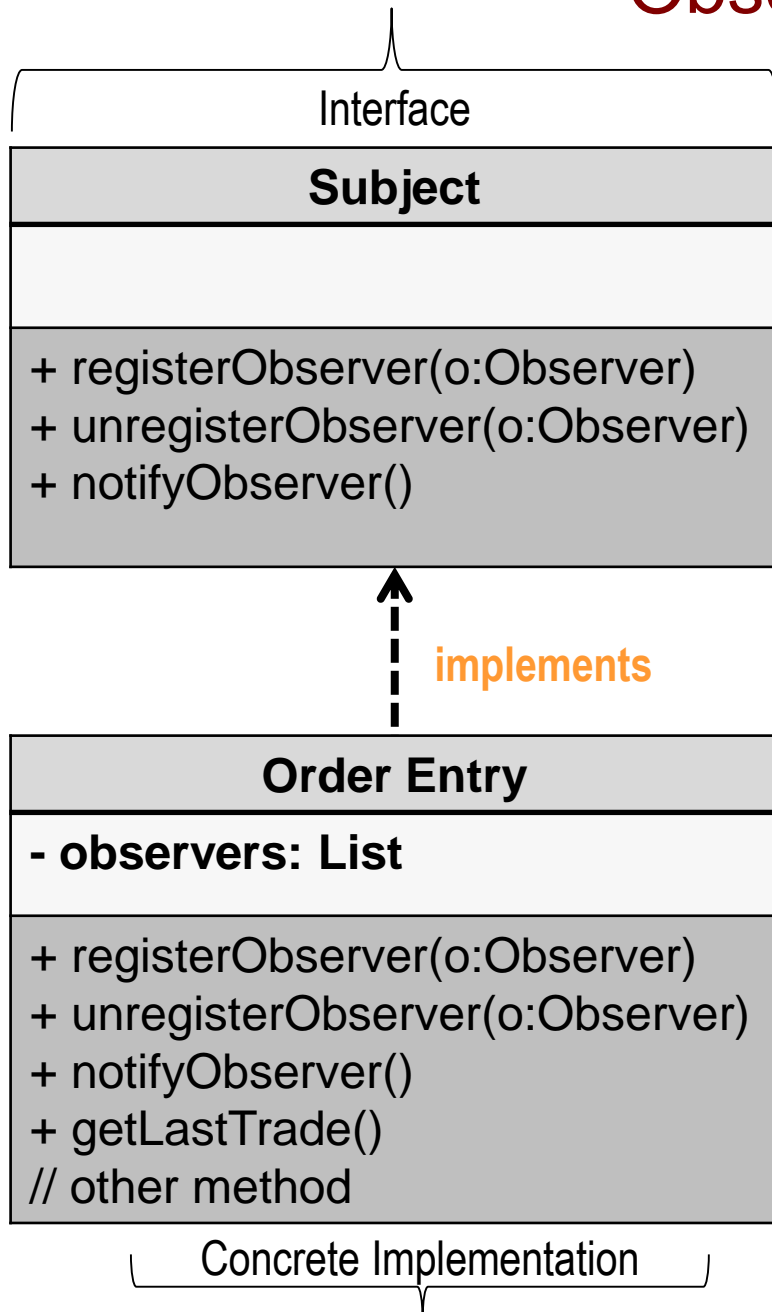 Interface
Subject
+ registerObserver(o:Observer)
+ unregisterObserver(o:Observer)
+ notifyObserver()
implements
Order Entry
- observers: List
+ registerObserver(o:Observer)
+ unregisterObserver(o:Observer)
+ notifyObserver()
+ getLastTrade()
// other method
Concrete Implementation